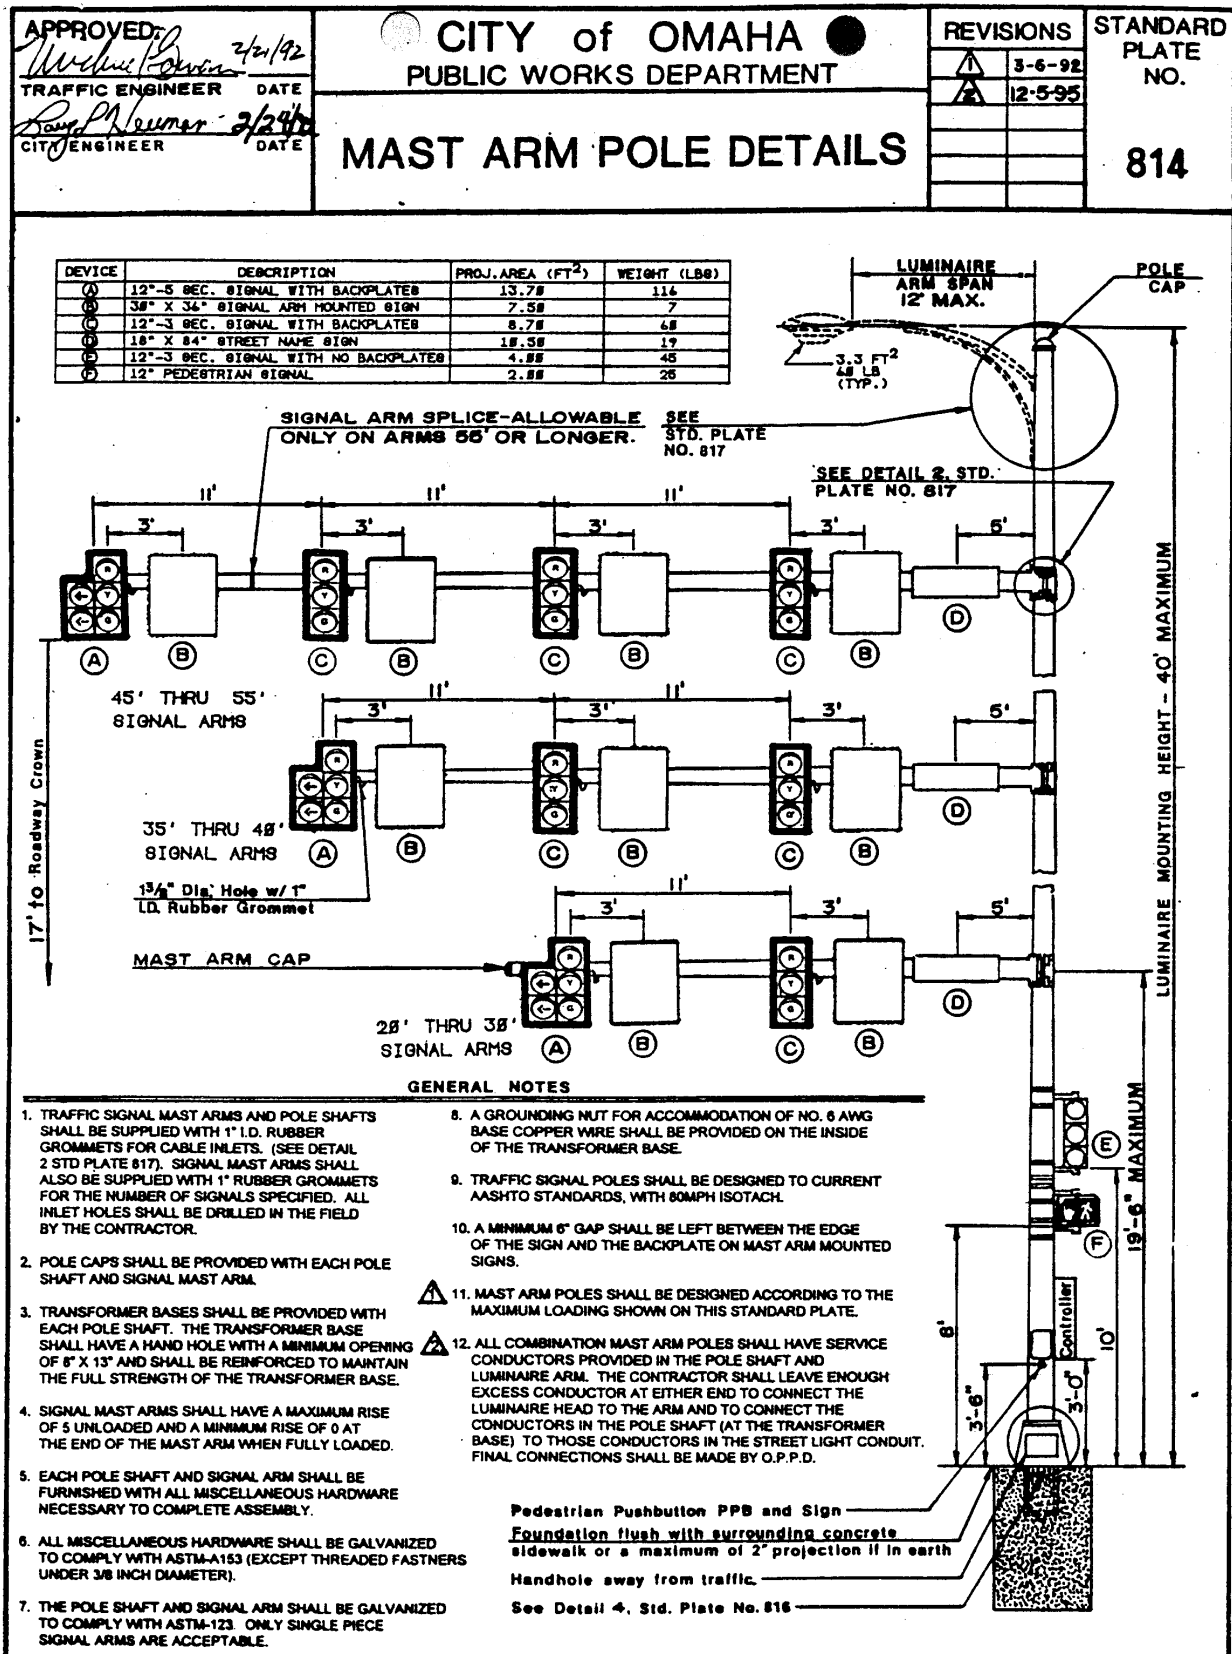 APPROVED:
2/21/92
TRAFFIC ENGINEER DATE
CITY ENGINEER DATE
CITY of OMAHA
PUBLIC WORKS DEPARTMENT
MAST ARM POLE DETAILS
REVISIONS
1 3-6-92
2 12-5-95
STANDARD
PLATE
NO.
814
DEVICE DESCRIPTION PROJ. AREA (FT2) WEIGHT (LBS)
A 12"-5 SEC. SIGNAL WITH BACKPLATES 13.70 116
B 30" X 36" SIGNAL ARM MOUNTED SIGN 7.50 7
C 12"-3 SEC. SIGNAL WITH BACKPLATES 8.70 60
D 18" X 84" STREET NAME SIGN 10.50 19
E 12"-3 SEC. SIGNAL WITH NO BACKPLATES 4.00 45
F 12" PEDESTRIAN SIGNAL 2.00 25
LUMINAIRE
ARM SPAN
12' MAX.
POLE
CAP
3.3 FT2
60 LB
(TYP.)
SIGNAL ARM SPLICE-ALLOWABLE
ONLY ON ARMS 55' OR LONGER.
SEE
STD. PLATE
NO. 817
SEE DETAIL 2, STD.
PLATE NO. 817
11' 11' 11'
3' 3' 3' 3' 5'
R R R R
Y Y Y Y
G G G G
A B C B C B C B D
45' THRU 55'
SIGNAL ARMS
11' 11'
3' 3' 3' 5'
R R R
Y Y Y
G G G
35' THRU 40'
SIGNAL ARMS
A B C B C B D
1 3/8" Dia. Hole w/ 1"
I.D. Rubber Grommet
17' to Roadway Crown
11'
3' 3' 5'
MAST ARM CAP
R R
Y Y
G G
20' THRU 30'
SIGNAL ARMS
A B C B D
LUMINAIRE MOUNTING HEIGHT - 40' MAXIMUM
19'-6" MAXIMUM
E
F
8'
10'
Controller
3'-6"
3'-0"
GENERAL NOTES
1. TRAFFIC SIGNAL MAST ARMS AND POLE SHAFTS
SHALL BE SUPPLIED WITH 1" I.D. RUBBER
GROMMETS FOR CABLE INLETS. (SEE DETAIL
2 STD PLATE 817). SIGNAL MAST ARMS SHALL
ALSO BE SUPPLIED WITH 1" RUBBER GROMMETS
FOR THE NUMBER OF SIGNALS SPECIFIED. ALL
INLET HOLES SHALL BE DRILLED IN THE FIELD
BY THE CONTRACTOR.
2. POLE CAPS SHALL BE PROVIDED WITH EACH POLE
SHAFT AND SIGNAL MAST ARM.
3. TRANSFORMER BASES SHALL BE PROVIDED WITH
EACH POLE SHAFT. THE TRANSFORMER BASE
SHALL HAVE A HAND HOLE WITH A MINIMUM OPENING
OF 8" X 13" AND SHALL BE REINFORCED TO MAINTAIN
THE FULL STRENGTH OF THE TRANSFORMER BASE.
4. SIGNAL MAST ARMS SHALL HAVE A MAXIMUM RISE
OF 5 UNLOADED AND A MINIMUM RISE OF 0 AT
THE END OF THE MAST ARM WHEN FULLY LOADED.
5. EACH POLE SHAFT AND SIGNAL ARM SHALL BE
FURNISHED WITH ALL MISCELLANEOUS HARDWARE
NECESSARY TO COMPLETE ASSEMBLY.
6. ALL MISCELLANEOUS HARDWARE SHALL BE GALVANIZED
TO COMPLY WITH ASTM-A153 (EXCEPT THREADED FASTNERS
UNDER 3/8 INCH DIAMETER).
7. THE POLE SHAFT AND SIGNAL ARM SHALL BE GALVANIZED
TO COMPLY WITH ASTM-123. ONLY SINGLE PIECE
SIGNAL ARMS ARE ACCEPTABLE.
8. A GROUNDING NUT FOR ACCOMMODATION OF NO. 6 AWG
BASE COPPER WIRE SHALL BE PROVIDED ON THE INSIDE
OF THE TRANSFORMER BASE.
9. TRAFFIC SIGNAL POLES SHALL BE DESIGNED TO CURRENT
AASHTO STANDARDS, WITH 80MPH ISOTACH.
10. A MINIMUM 6" GAP SHALL BE LEFT BETWEEN THE EDGE
OF THE SIGN AND THE BACKPLATE ON MAST ARM MOUNTED
SIGNS.
1 11. MAST ARM POLES SHALL BE DESIGNED ACCORDING TO THE
MAXIMUM LOADING SHOWN ON THIS STANDARD PLATE.
2 12. ALL COMBINATION MAST ARM POLES SHALL HAVE SERVICE
CONDUCTORS PROVIDED IN THE POLE SHAFT AND
LUMINAIRE ARM. THE CONTRACTOR SHALL LEAVE ENOUGH
EXCESS CONDUCTOR AT EITHER END TO CONNECT THE
LUMINAIRE HEAD TO THE ARM AND TO CONNECT THE
CONDUCTORS IN THE POLE SHAFT (AT THE TRANSFORMER
BASE) TO THOSE CONDUCTORS IN THE STREET LIGHT CONDUIT.
FINAL CONNECTIONS SHALL BE MADE BY O.P.P.D.
Pedestrian Pushbutton PPB and Sign
Foundation flush with surrounding concrete
sidewalk or a maximum of 2" projection if in earth
Handhole away from traffic.
See Detail 4, Std. Plate No. 816